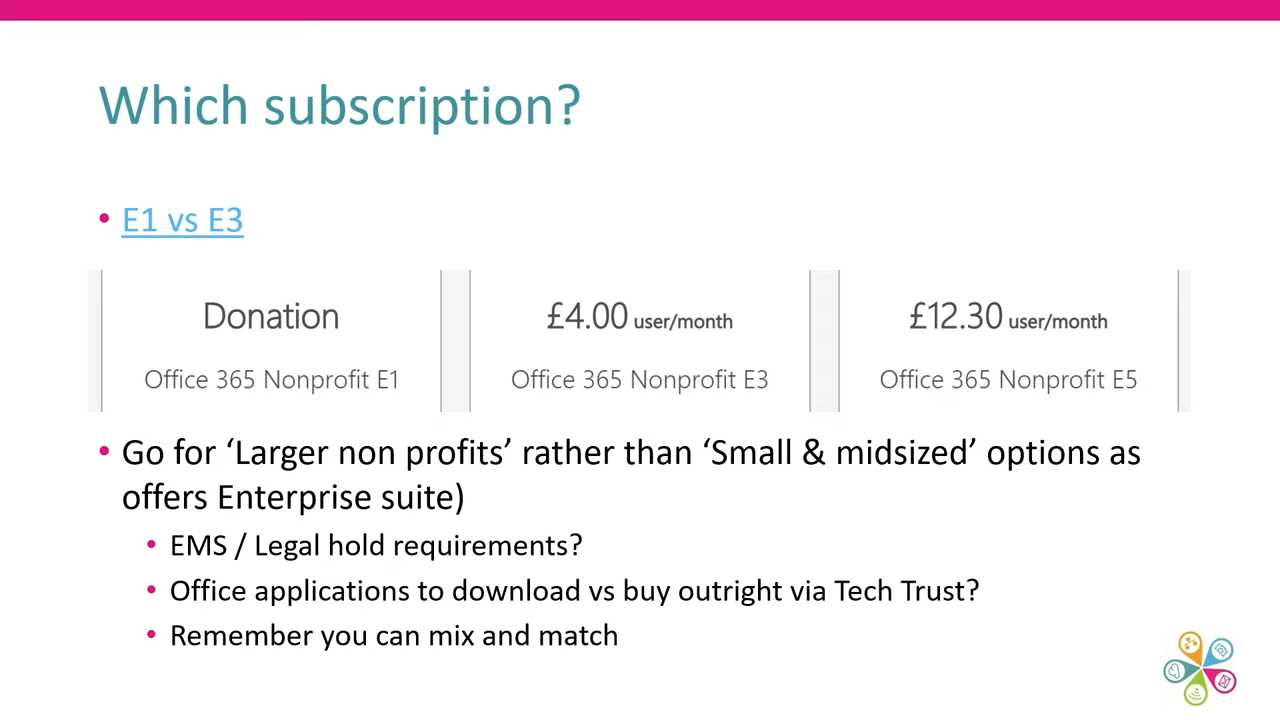 Which subscription?
• E1 vs E3
Donation
Office 365 Nonprofit E1
£4.00 user/month
Office 365 Nonprofit E3
£12.30 user/month
Office 365 Nonprofit E5
• Go for ‘Larger non profits’ rather than ‘Small & midsized’ options as
offers Enterprise suite)
• EMS / Legal hold requirements?
• Office applications to download vs buy outright via Tech Trust?
• Remember you can mix and match